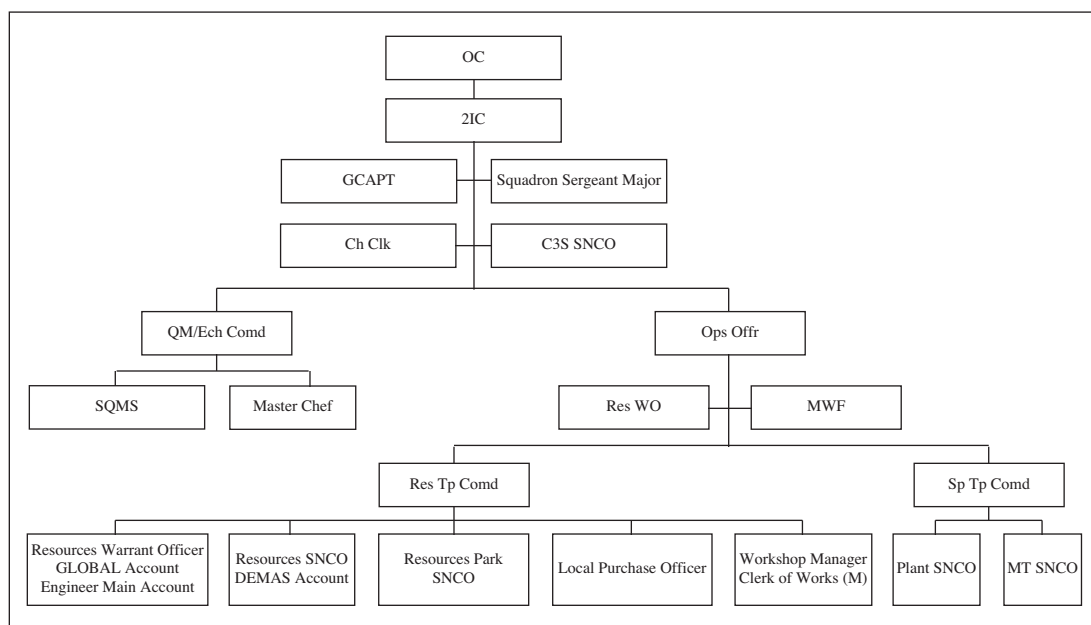 OC
2IC
GCAPT
Squadron Sergeant Major
Ch Clk
C3S SNCO
QM/Ech Comd
Ops Offr
SQMS
Master Chef
Res WO
MWF
Res Tp Comd
Sp Tp Comd
Resources Warrant Officer
GLOBAL Account
Engineer Main Account
Resources SNCO
DEMAS Account
Resources Park
SNCO
Local Purchase Officer
Workshop Manager
Clerk of Works (M)
Plant SNCO
MT SNCO